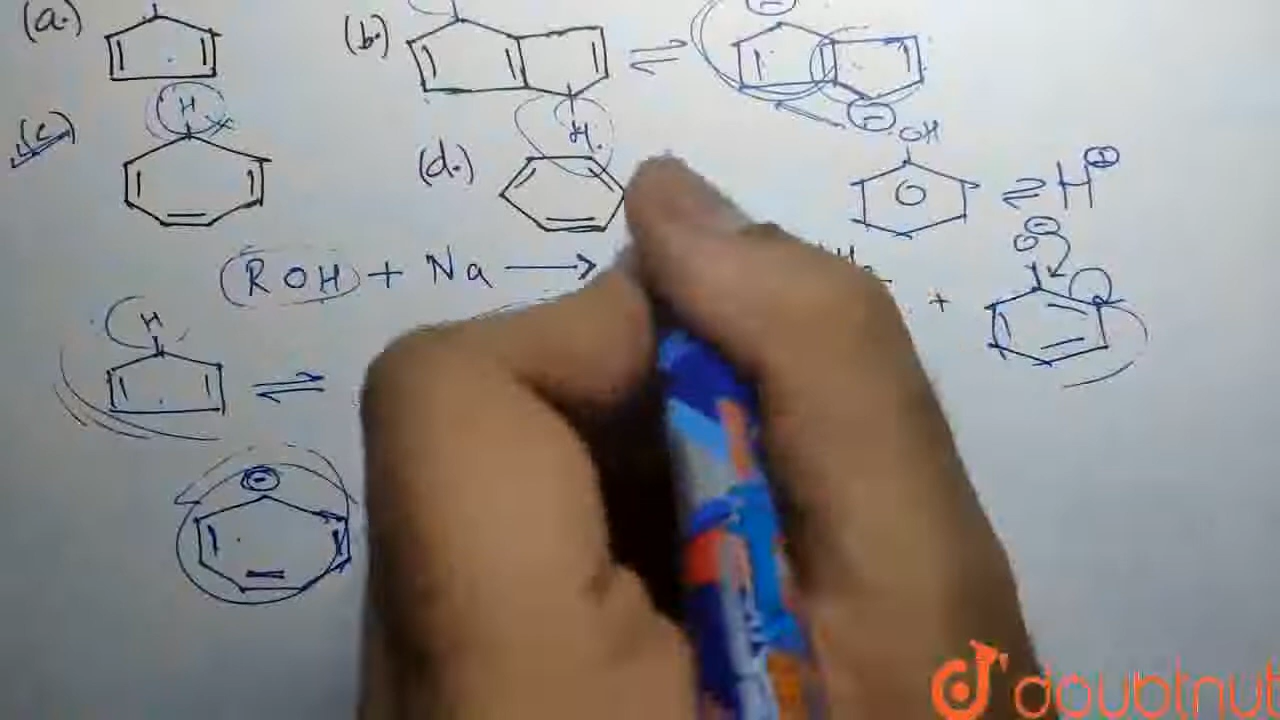 (a.)
(b.)
H
(c)
H.
OH
(d.)
⇌ H⊕
ROH + Na ⟶
O⊖
+
H
⇌
⊖
doubtnut